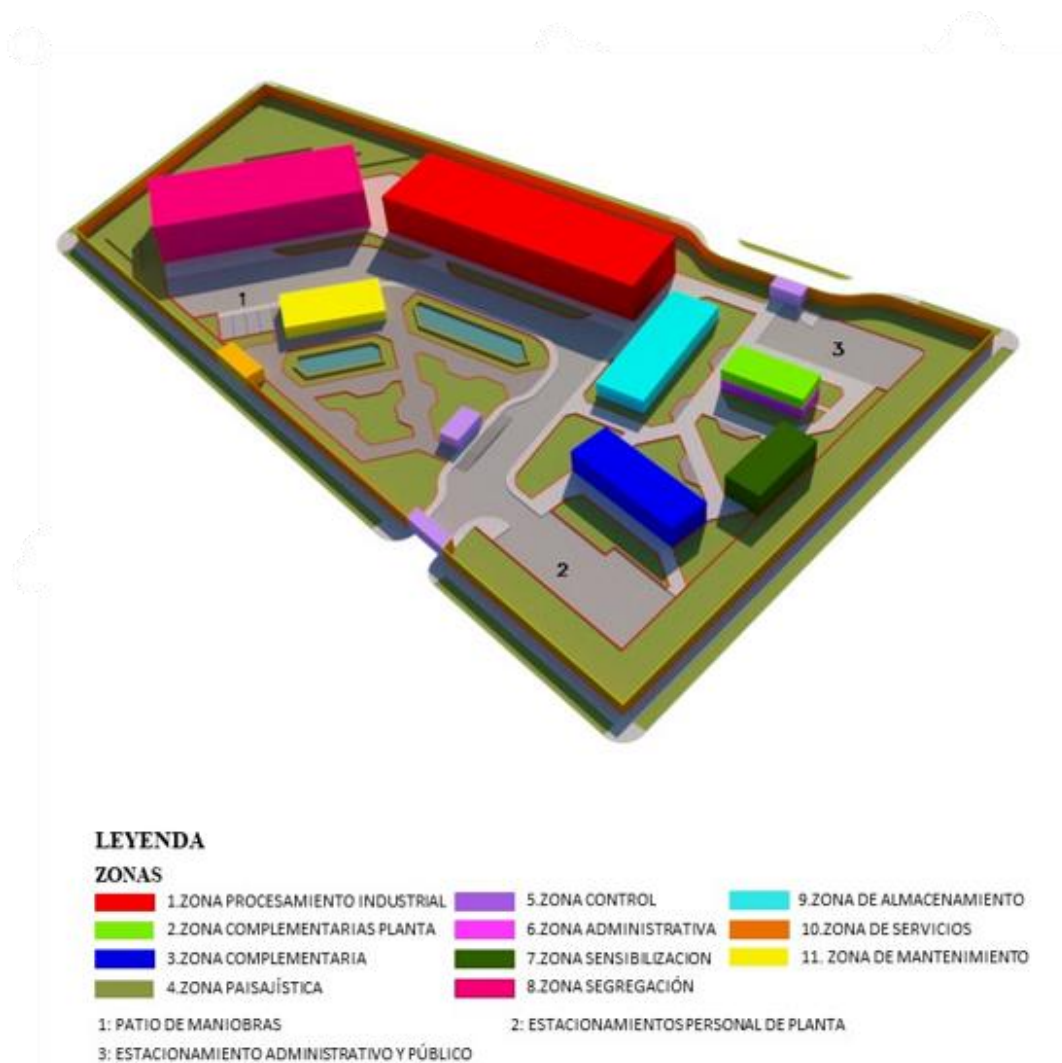 1
3
2
LEYENDA
ZONAS
1.ZONA PROCESAMIENTO INDUSTRIAL
5.ZONA CONTROL
9.ZONA DE ALMACENAMIENTO
2.ZONA COMPLEMENTARIAS PLANTA
6.ZONA ADMINISTRATIVA
10.ZONA DE SERVICIOS
3.ZONA COMPLEMENTARIA
7.ZONA SENSIBILIZACION
11. ZONA DE MANTENIMIENTO
4.ZONA PAISAJÍSTICA
8.ZONA SEGREGACIÓN
1: PATIO DE MANIOBRAS
2: ESTACIONAMIENTOS PERSONAL DE PLANTA
3: ESTACIONAMIENTO ADMINISTRATIVO Y PÚBLICO